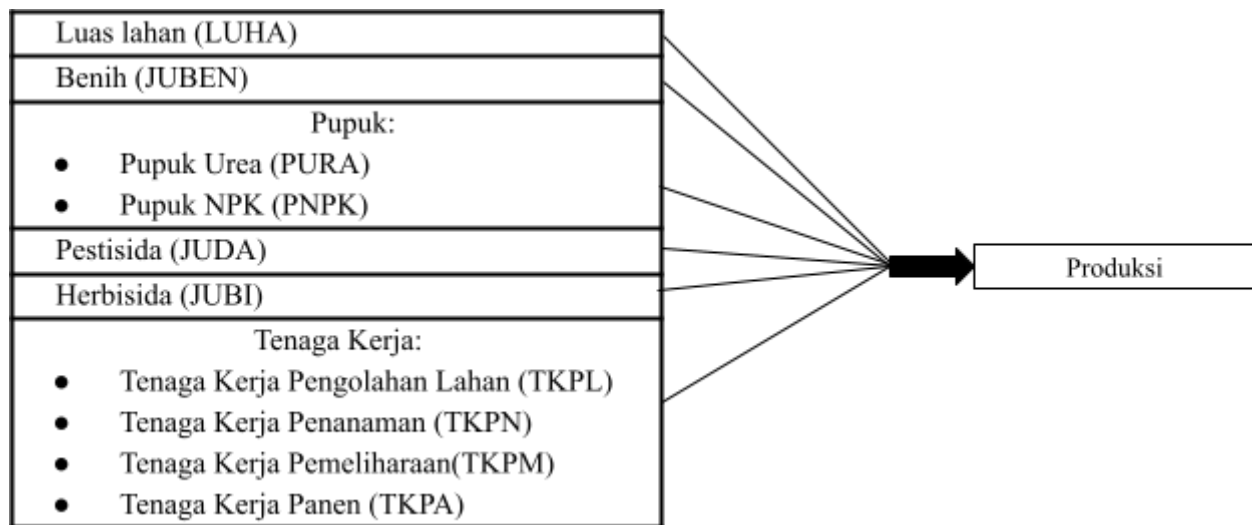 Luas lahan (LUHA)
Benih (JUBEN)
Pupuk:
● Pupuk Urea (PURA)
● Pupuk NPK (PNPK)
Pestisida (JUDA)
Herbisida (JUBI)
Tenaga Kerja:
● Tenaga Kerja Pengolahan Lahan (TKPL)
● Tenaga Kerja Penanaman (TKPN)
● Tenaga Kerja Pemeliharaan(TKPM)
● Tenaga Kerja Panen (TKPA)
Produksi